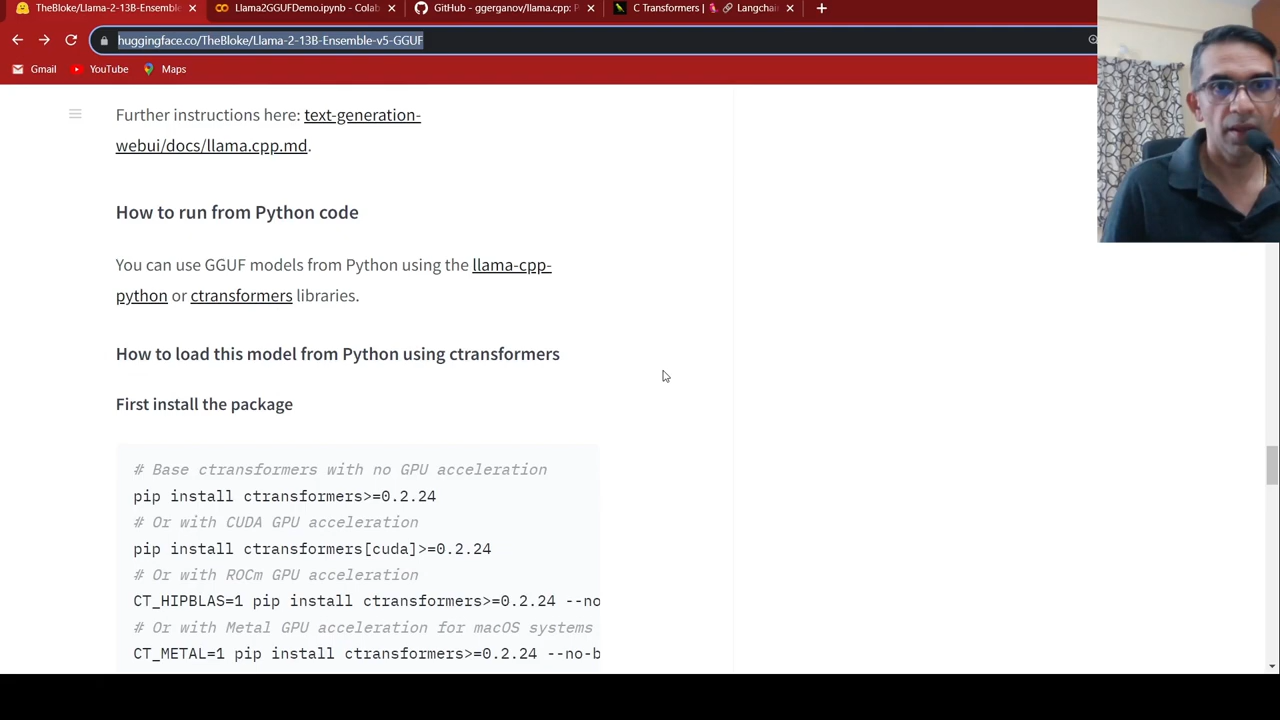 TheBloke/Llama-2-13B-Ensemble
Llama2GGUFDemo.ipynb - Colab
GitHub - ggerganov/llama.cpp: P
C Transformers | 🦜️🔗 Langchain
huggingface.co/TheBloke/Llama-2-13B-Ensemble-v5-GGUF
Gmail
YouTube
Maps
Further instructions here: text-generation-
webui/docs/llama.cpp.md.
How to run from Python code
You can use GGUF models from Python using the llama-cpp-
python or ctransformers libraries.
How to load this model from Python using ctransformers
First install the package
# Base ctransformers with no GPU acceleration
pip install ctransformers>=0.2.24
# Or with CUDA GPU acceleration
pip install ctransformers[cuda]>=0.2.24
# Or with ROCm GPU acceleration
CT_HIPBLAS=1 pip install ctransformers>=0.2.24 --no
# Or with Metal GPU acceleration for macOS systems
CT_METAL=1 pip install ctransformers>=0.2.24 --no-b